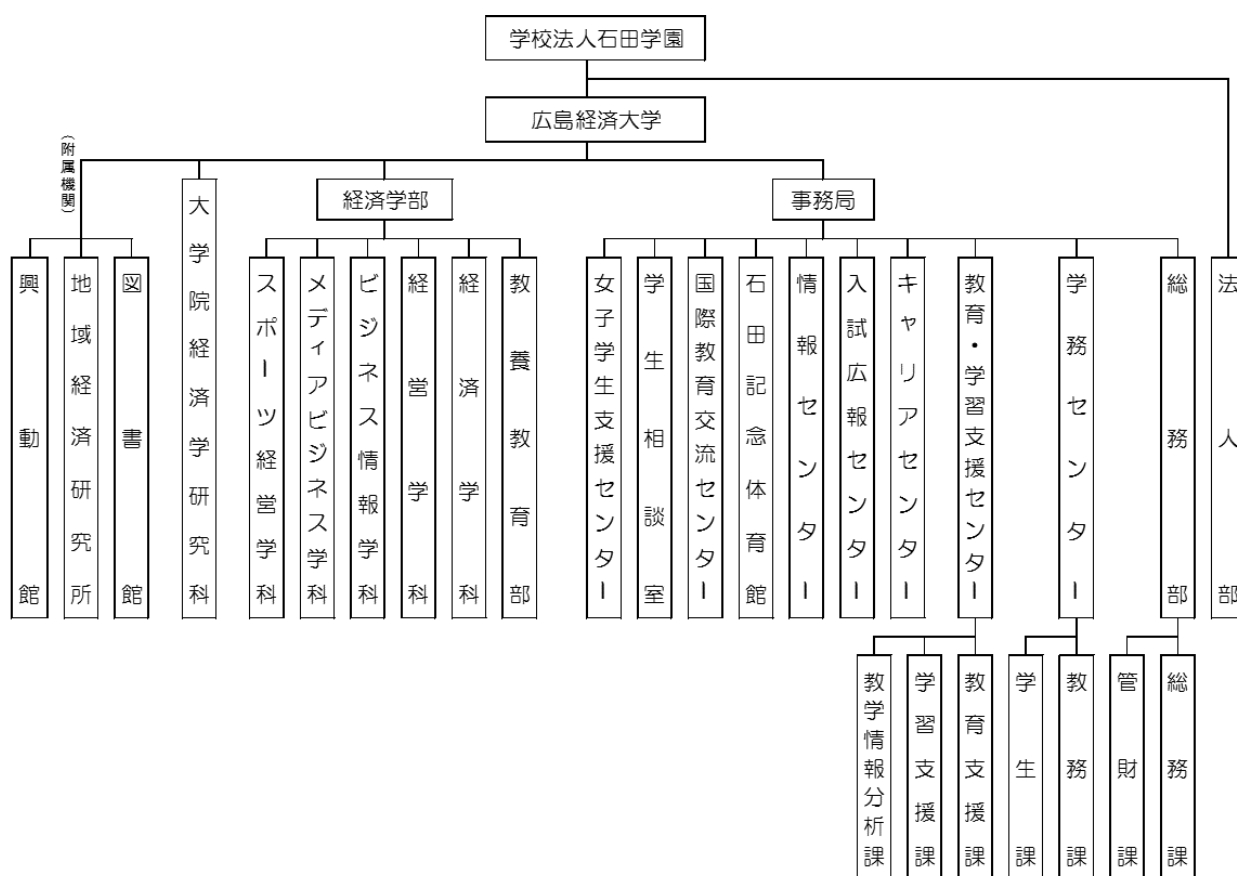 学校法人石田学園
広島経済大学
(附属機関)
経済学部
事務局
興動館
地域経済研究所
図書館
大学院経済学研究科
スポーツ経営学科
メディアビジネス学科
ビジネス情報学科
経営学科
経済学科
教養教育部
女子学生支援センター
学生相談室
国際教育交流センター
石田記念体育館
情報センター
入試広報センター
キャリアセンター
教育・学習支援センター
学務センター
総務部
法人部
教学情報分析課
学習支援課
教育支援課
学生課
教務課
管財課
総務課